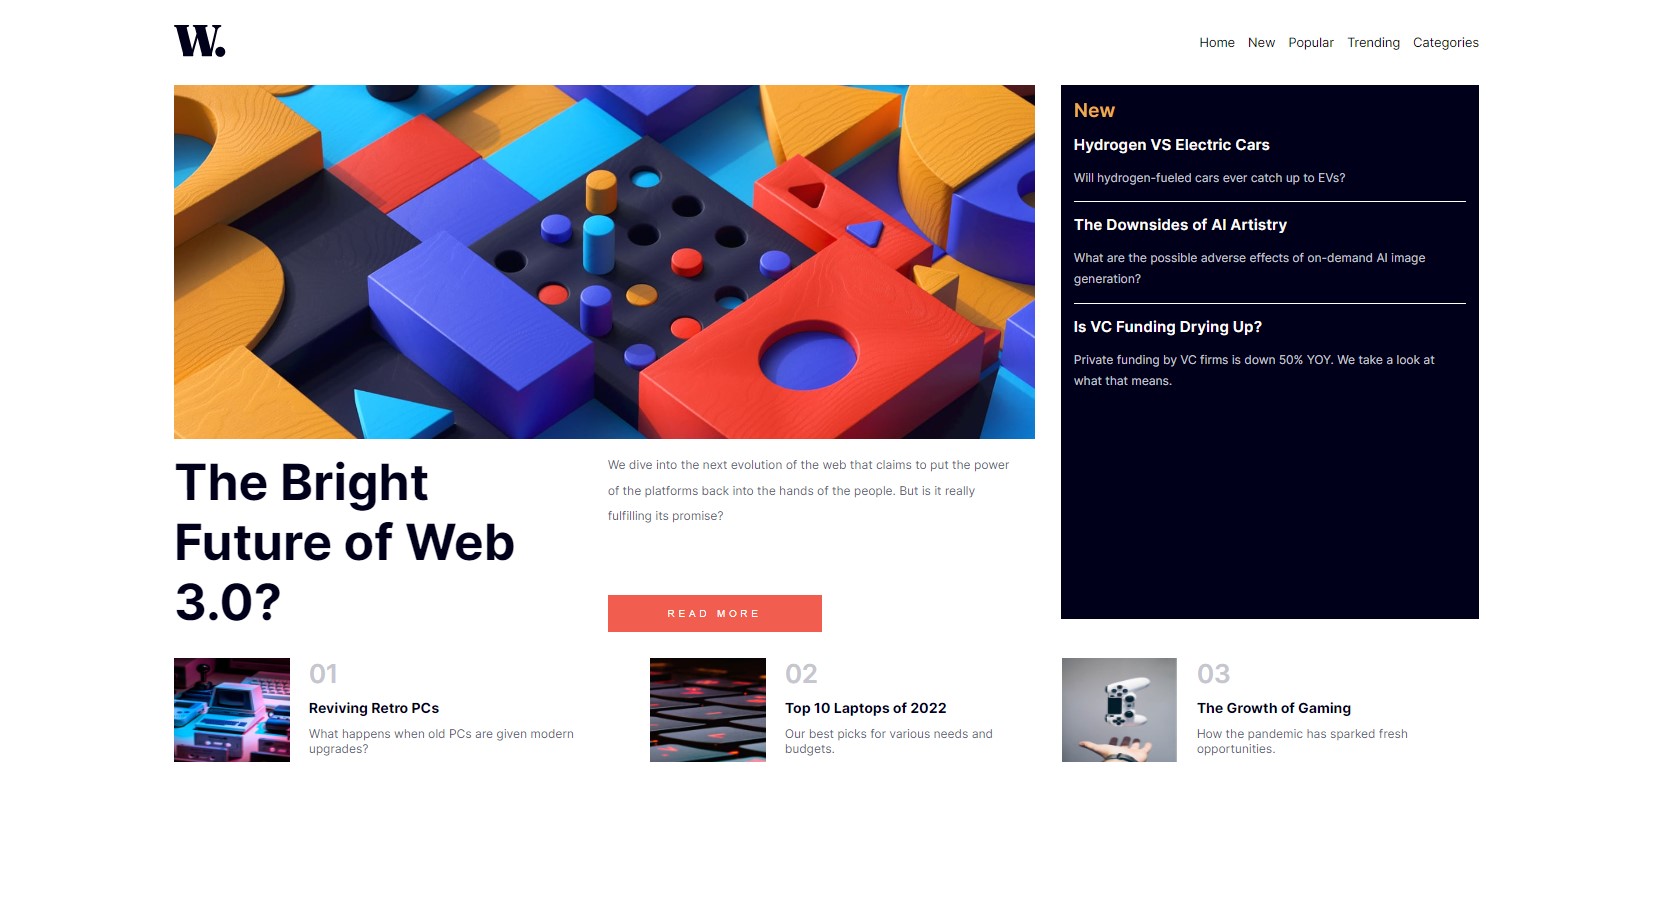 W.
Home New Popular Trending Categories
New
Hydrogen VS Electric Cars
Will hydrogen-fueled cars ever catch up to EVs?
The Downsides of AI Artistry
What are the possible adverse effects of on-demand AI image
generation?
Is VC Funding Drying Up?
Private funding by VC firms is down 50% YOY. We take a look at
what that means.
The Bright
Future of Web
3.0?
We dive into the next evolution of the web that claims to put the power
of the platforms back into the hands of the people. But is it really
fulfilling its promise?
READ MORE
01
Reviving Retro PCs
What happens when old PCs are given modern
upgrades?
02
Top 10 Laptops of 2022
Our best picks for various needs and
budgets.
03
The Growth of Gaming
How the pandemic has sparked fresh
opportunities.